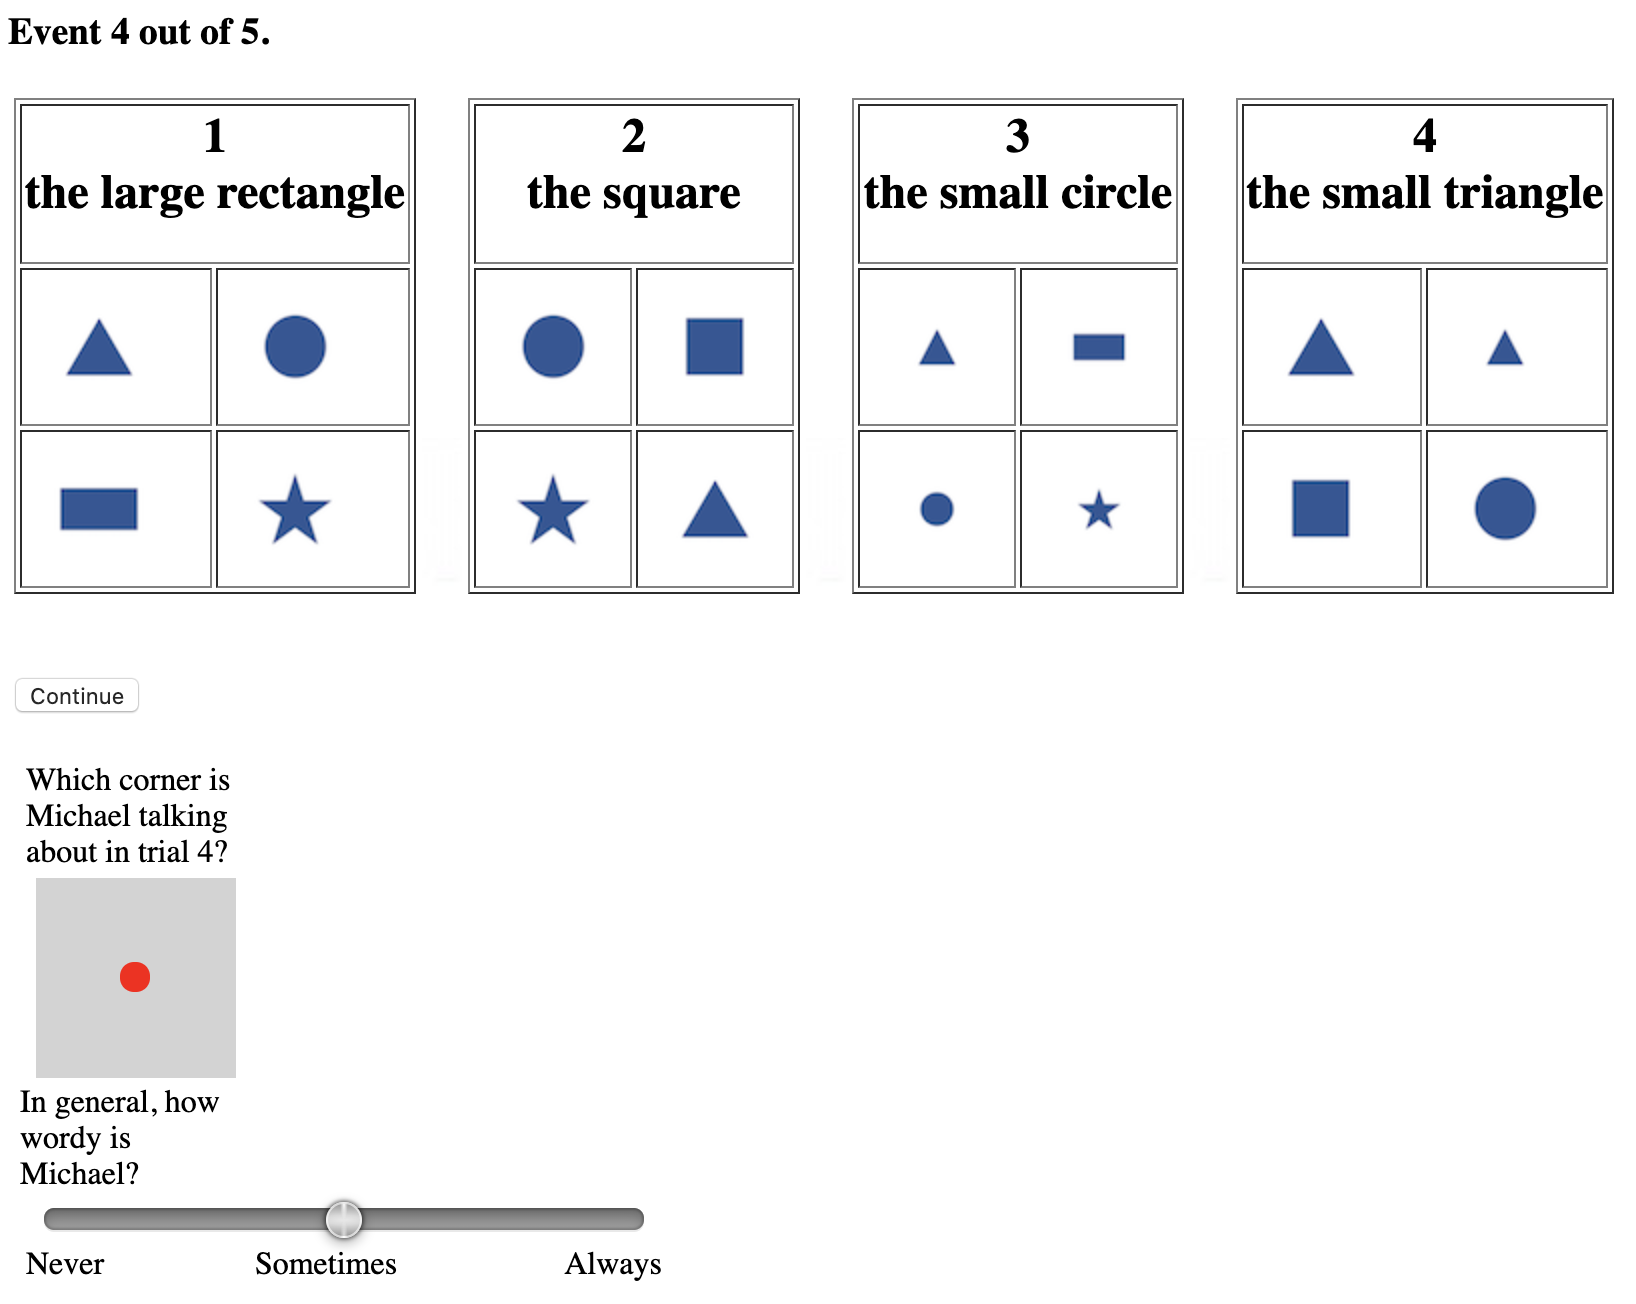 Event 4 out of 5.
1
the large rectangle
2
the square
3
the small circle
4
the small triangle
Continue
Which corner is
Michael talking
about in trial 4?
In general, how
wordy is
Michael?
Never
Sometimes
Always